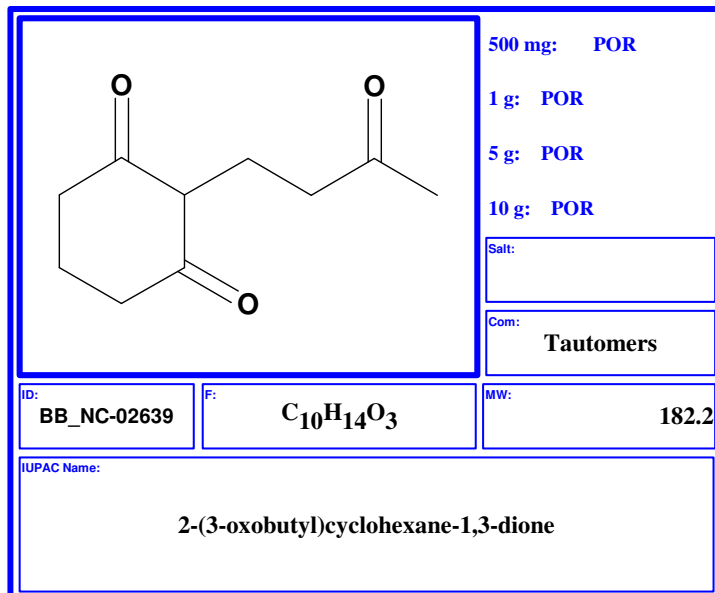 O O
O
500 mg: POR
1 g: POR
5 g: POR
10 g: POR
Salt:
Com:
Tautomers
ID:
BB_NC-02639
F:
C10H14O3
MW:
182.2
IUPAC Name:
2-(3-oxobutyl)cyclohexane-1,3-dione